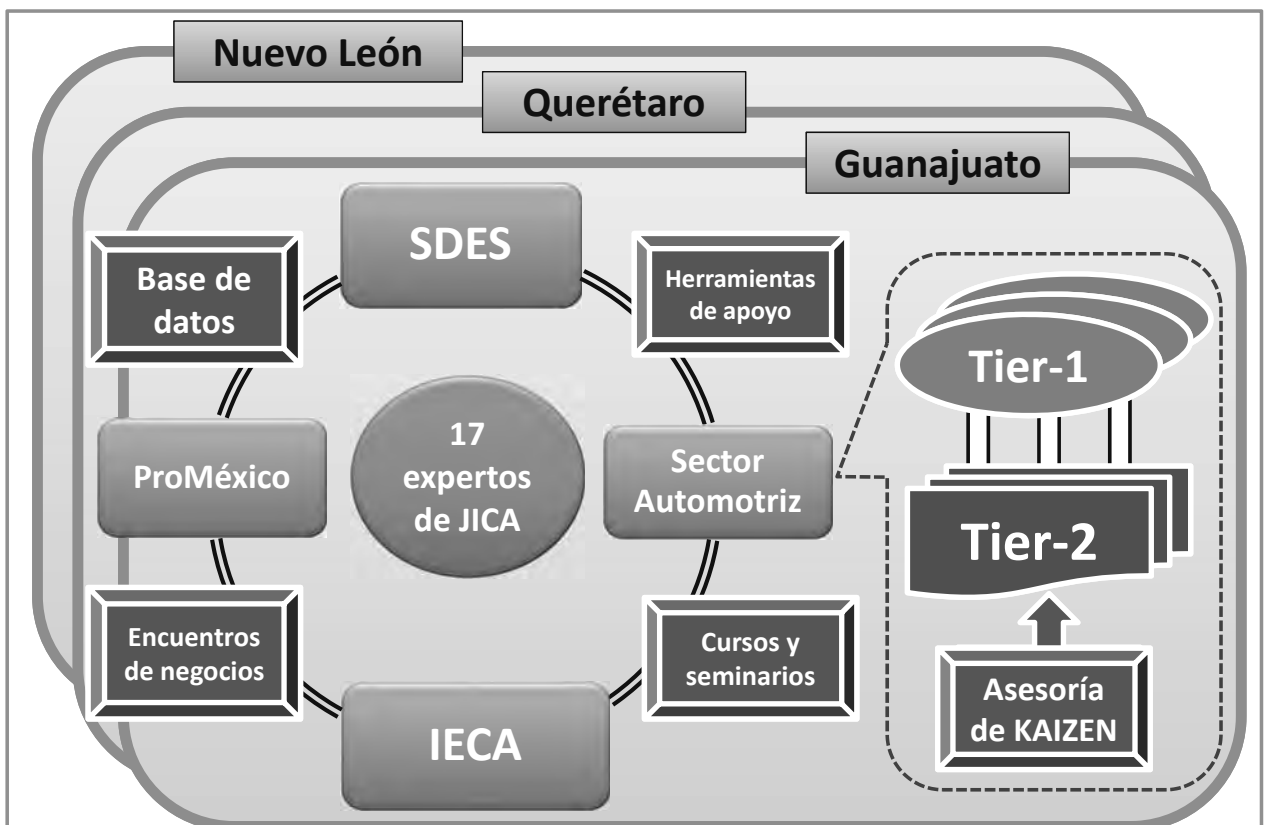 Nuevo León
Querétaro
Guanajuato
SDES
Base de
datos
Herramientas
de apoyo
Tier-1
17
expertos
de JICA
ProMéxico
Sector
Automotriz
Tier-2
Encuentros
de negocios
Cursos y
seminarios
Asesoría
de KAIZEN
IECA